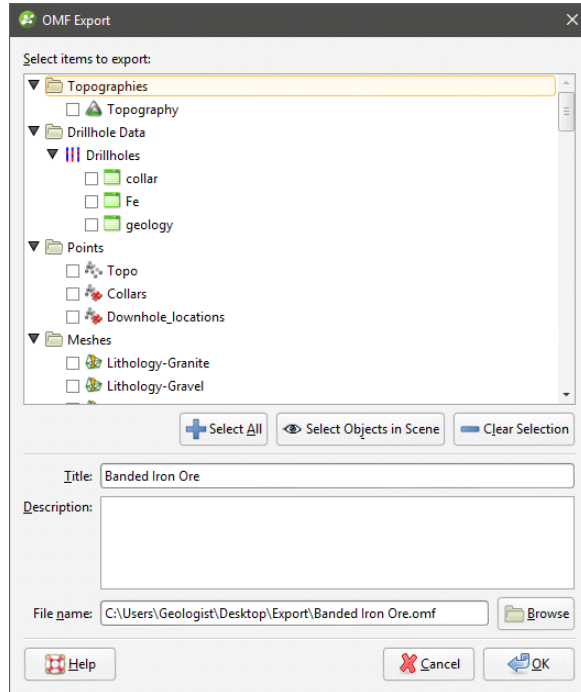 OMF Export
Select items to export:
Topographies
Topography
Drillhole Data
Drillholes
collar
Fe
geology
Points
Topo
Collars
Downhole_locations
Meshes
Lithology-Granite
Lithology-Gravel
Select All Select Objects in Scene Clear Selection
Title: Banded Iron Ore
Description:
File name: C:\Users\Geologist\Desktop\Export\Banded Iron Ore.omf Browse
Help Cancel OK